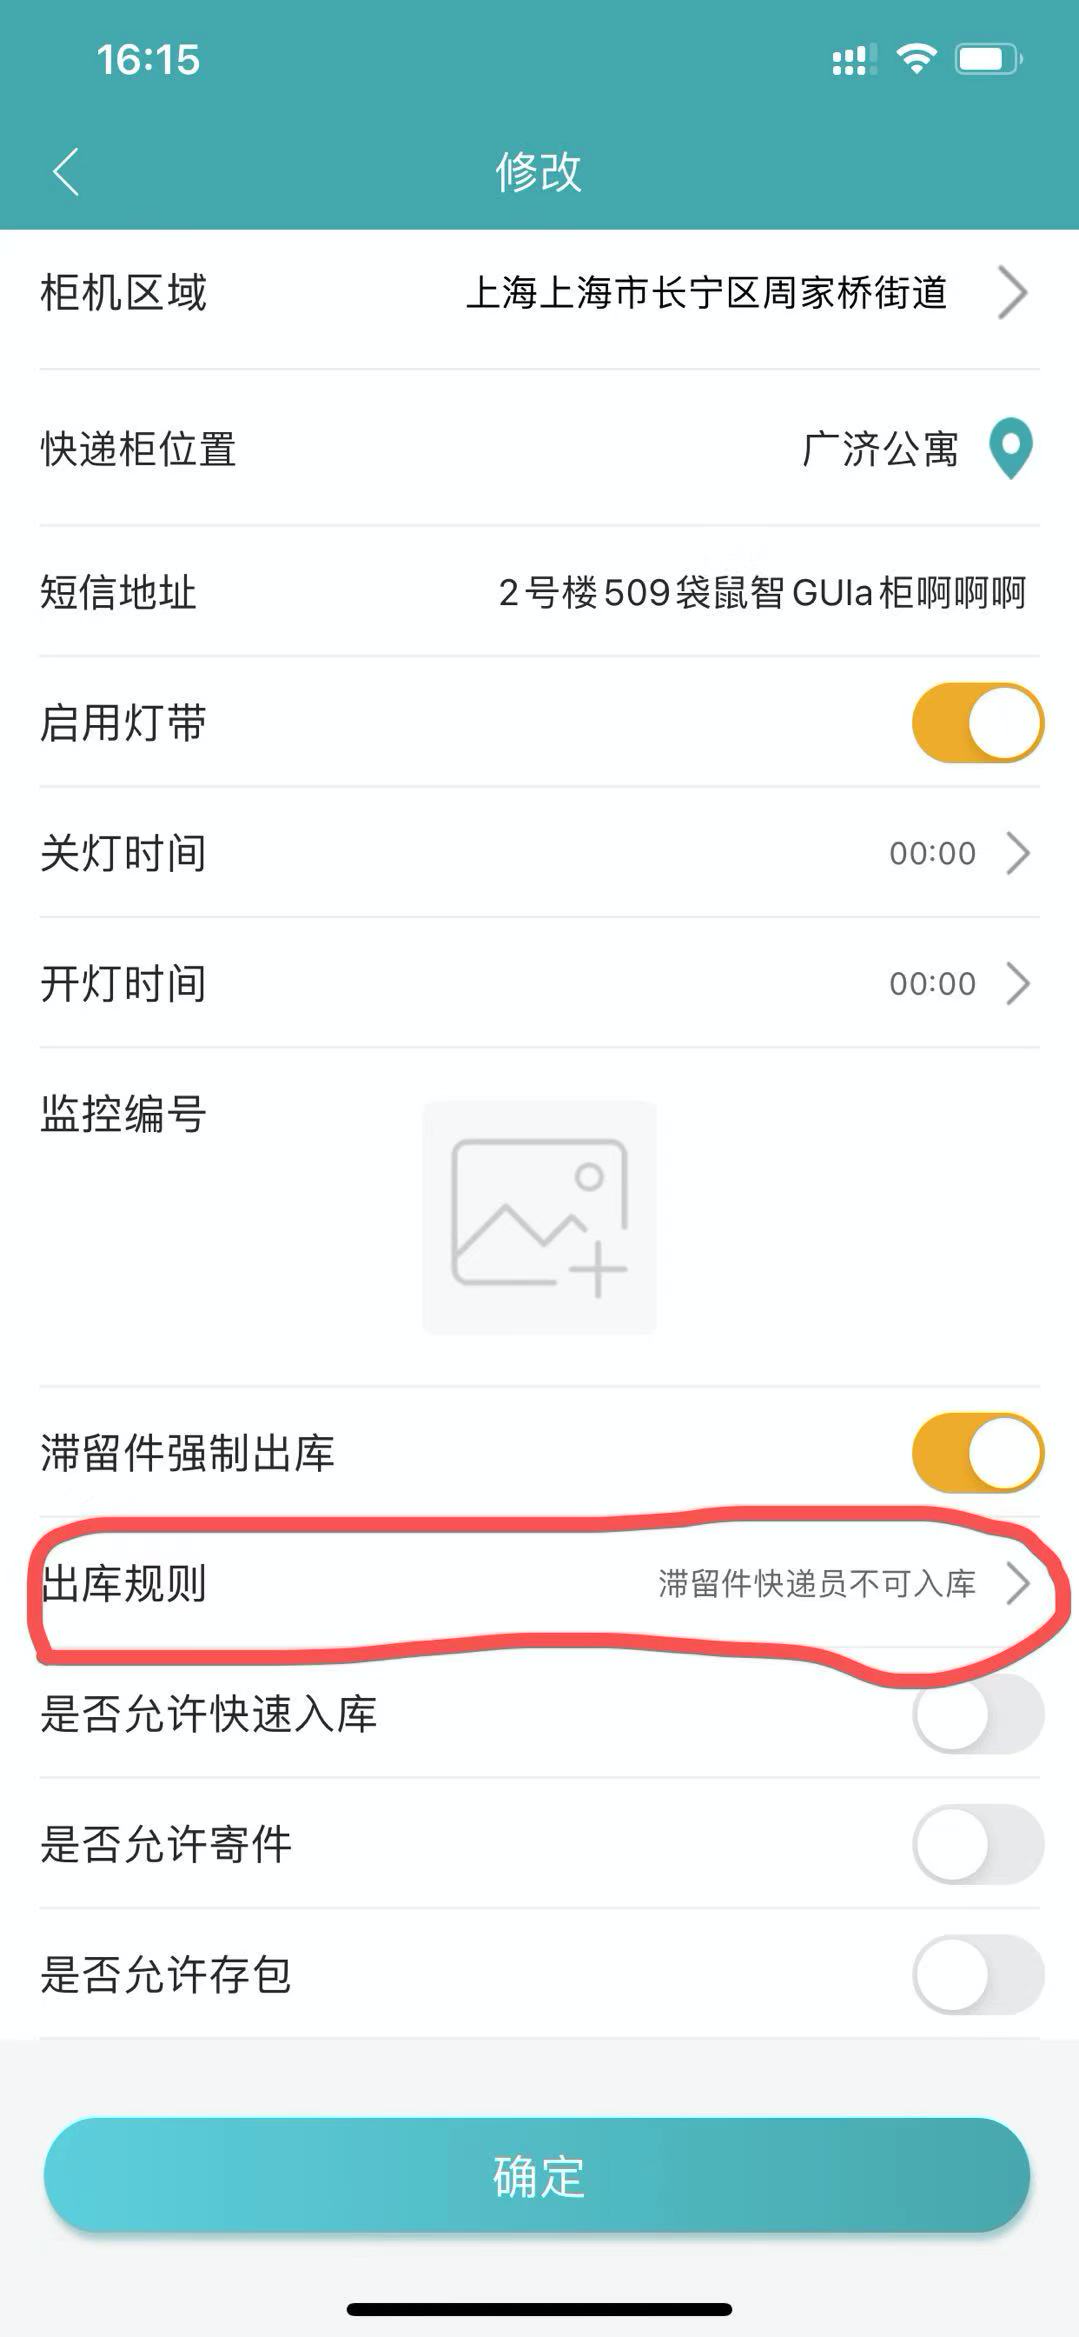 16:15
修改
柜机区域 上海上海市长宁区周家桥街道
快递柜位置 广济公寓
短信地址 2号楼509袋鼠智GUIa柜啊啊啊
启用灯带
关灯时间 00:00
开灯时间 00:00
监控编号
滞留件强制出库
出库规则 滞留件快递员不可入库
是否允许快速入库
是否允许寄件
是否允许存包
确定